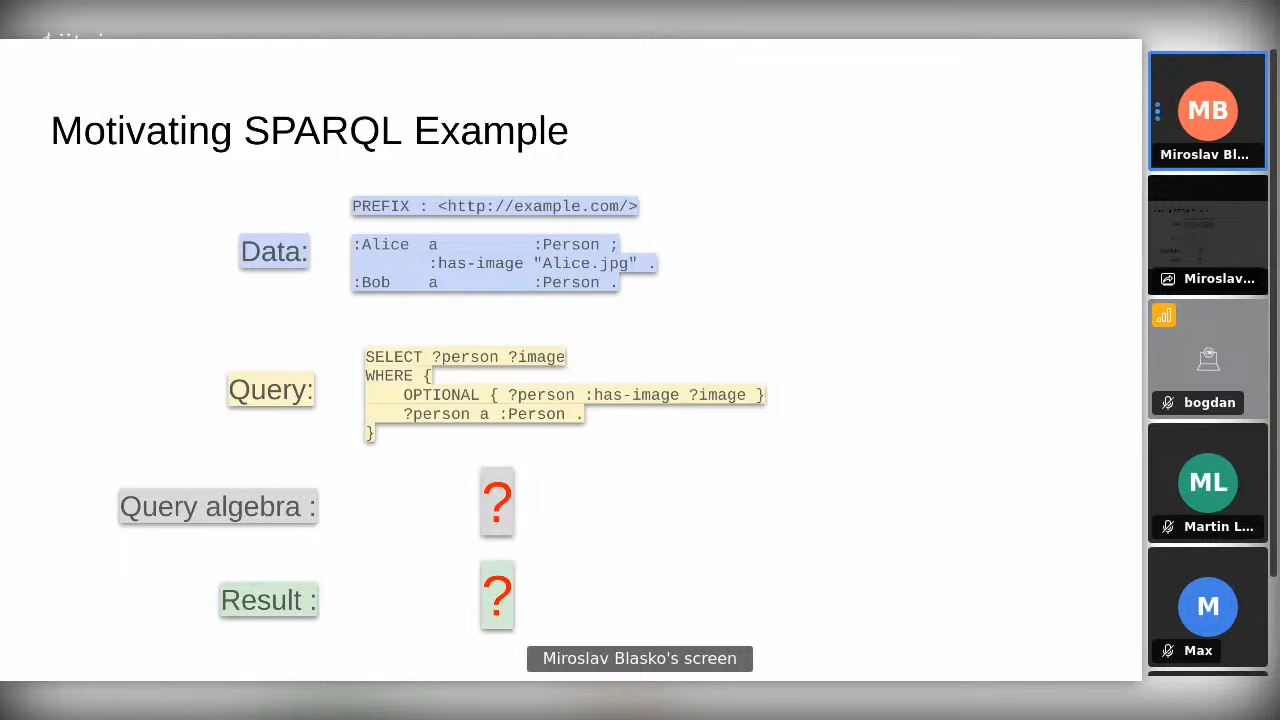 Motivating SPARQL Example
PREFIX : <http://example.com/>
Data:
:Alice  a          :Person ;
        :has-image "Alice.jpg" .
:Bob    a          :Person .
Query:
SELECT ?person ?image
WHERE {
    OPTIONAL { ?person :has-image ?image }
    ?person a :Person .
}
Query algebra :
?
Result :
?
Miroslav Blasko's screen
MB
Miroslav Bl...
Miroslav...
bogdan
ML
Martin L...
M
Max